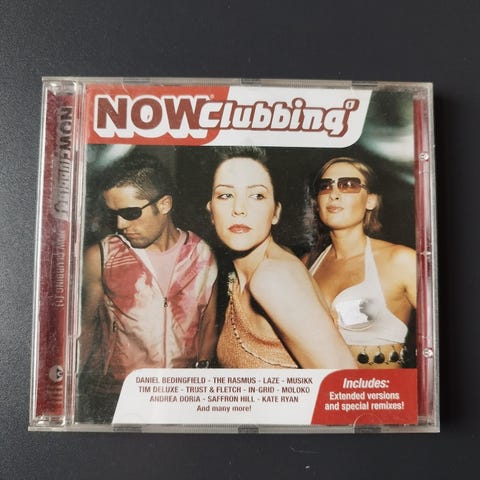 NOW® Clubbing
DANIEL BEDINGFIELD - THE RASMUS - LAZE - MUSIKK
TIM DELUXE - TRUST & FLETCH - IN-GRID - MOLOKO
ANDREA DORIA - SAFFRON HILL - KATE RYAN
And many more!
Includes:
Extended versions
and special remixes!
NOW